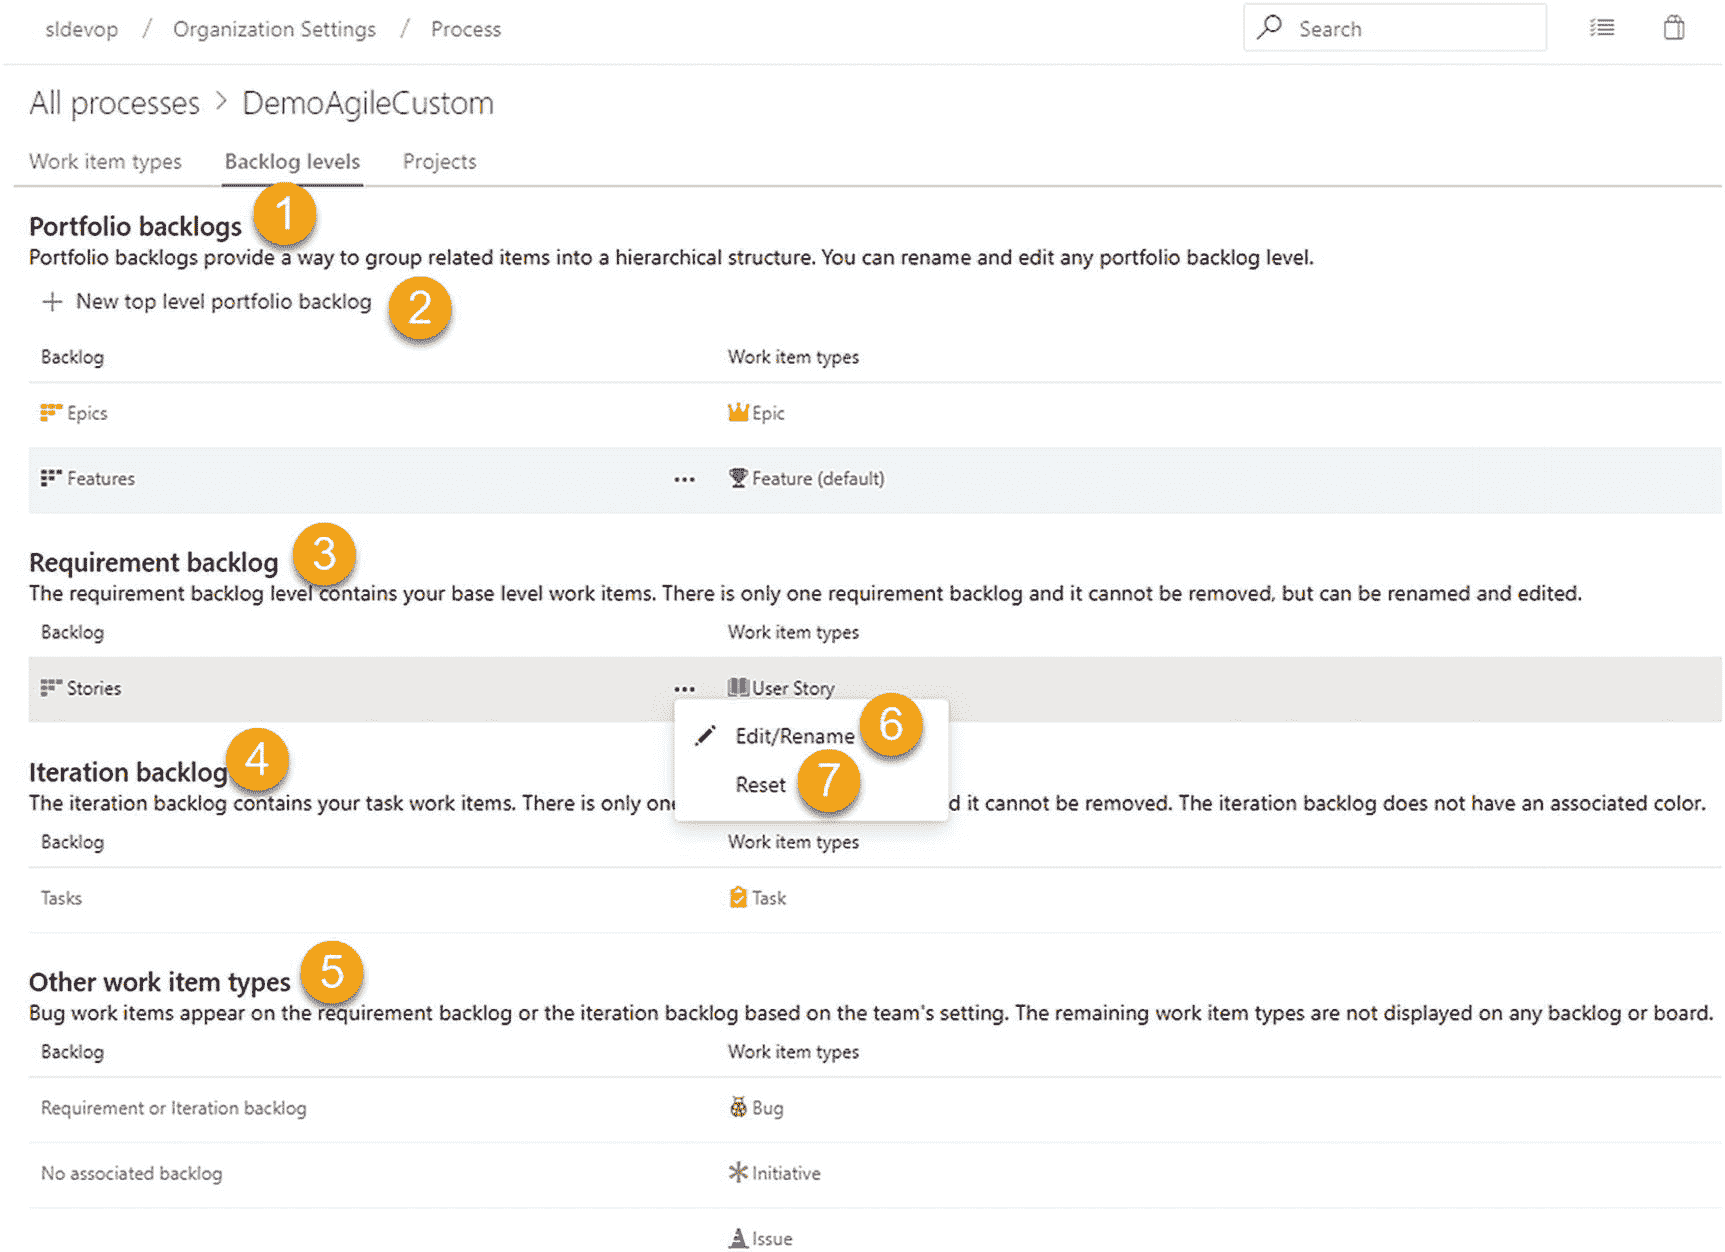 sldevop / Organization Settings / Process
Search
All processes > DemoAgileCustom
Work item types Backlog levels Projects
Portfolio backlogs 1
Portfolio backlogs provide a way to group related items into a hierarchical structure. You can rename and edit any portfolio backlog level.
+ New top level portfolio backlog 2
Backlog Work item types
Epics Epic
Features ... Feature (default)
Requirement backlog 3
The requirement backlog level contains your base level work items. There is only one requirement backlog and it cannot be removed, but can be renamed and edited.
Backlog Work item types
Stories ... User Story
Edit/Rename 6
Reset 7
Iteration backlog 4
The iteration backlog contains your task work items. There is only one d it cannot be removed. The iteration backlog does not have an associated color.
Backlog Work item types
Tasks Task
Other work item types 5
Bug work items appear on the requirement backlog or the iteration backlog based on the team's setting. The remaining work item types are not displayed on any backlog or board.
Backlog Work item types
Requirement or Iteration backlog Bug
No associated backlog Initiative
Issue